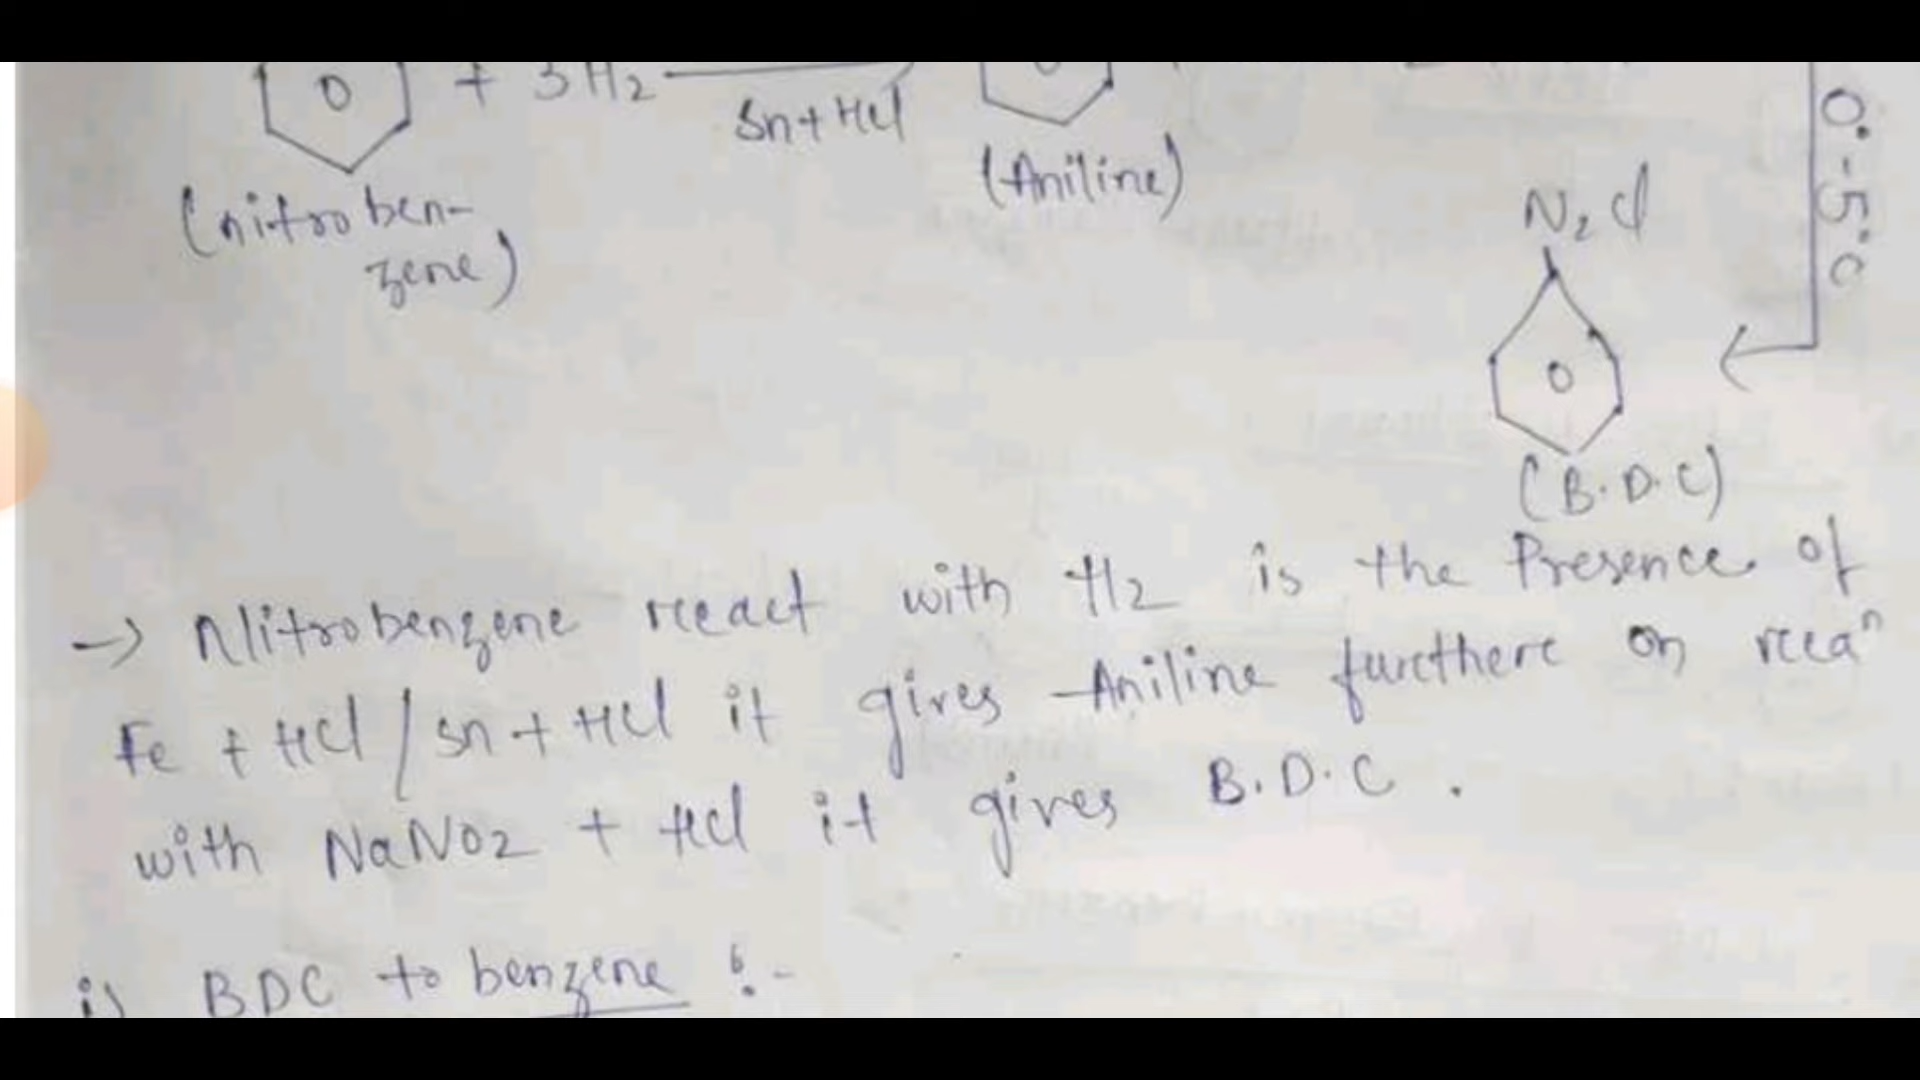 + 3H2
Sn+HCl
(nitroben-
zene)
(Aniline)
0°-5°C
N2Cl
(B.D.C)
→ Nitrobenzene react with H2 is the Presence of
Fe + HCl / Sn + HCl it gives Aniline furthere on reaⁿ
with NaNO2 + HCl it gives B.D.C .
i) BDC to benzene :-